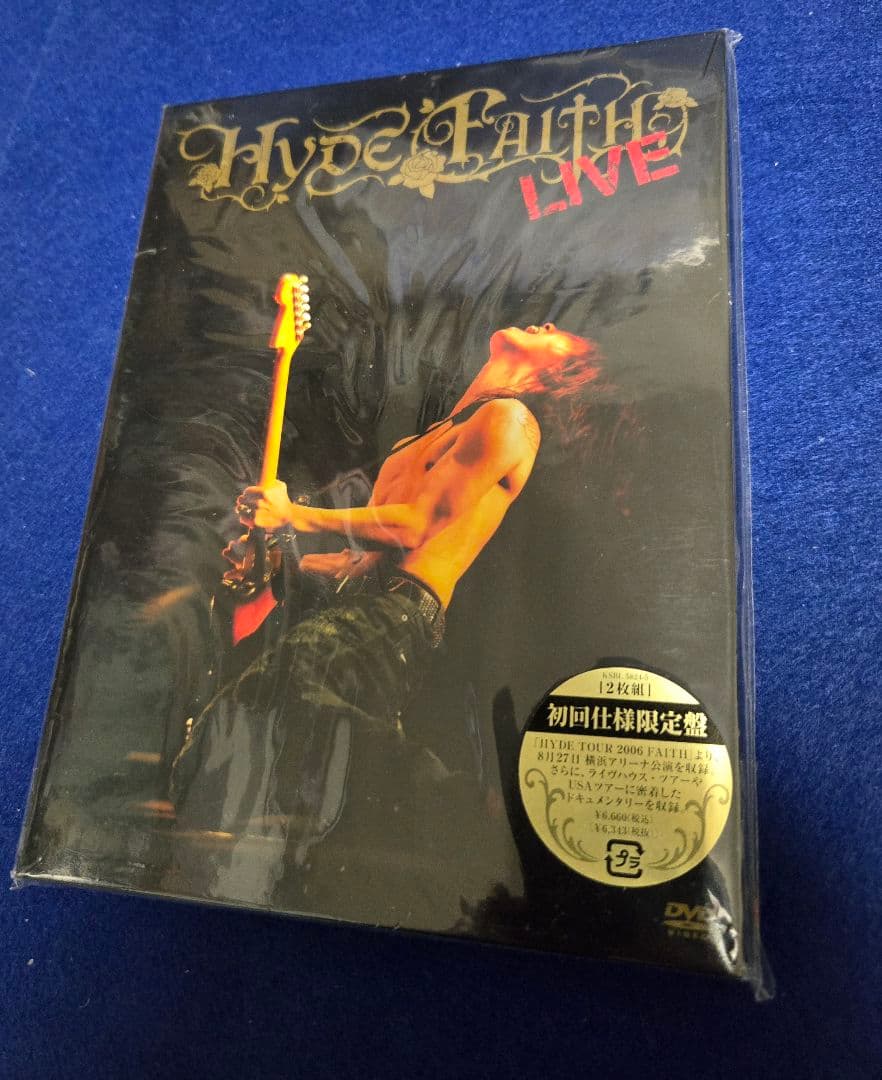 HYDE FAITH
LIVE
KSBL 5824-5
[2枚組]
初回仕様限定盤
「HYDE TOUR 2006 FAITH」より、
8月27日 横浜アリーナ公演を収録。
さらに、ライヴハウス・ツアーや
USAツアーに密着した
ドキュメンタリーを収録。
¥6,660(税込)
(¥6,343(税抜))
プラ
DVD
VIDEO